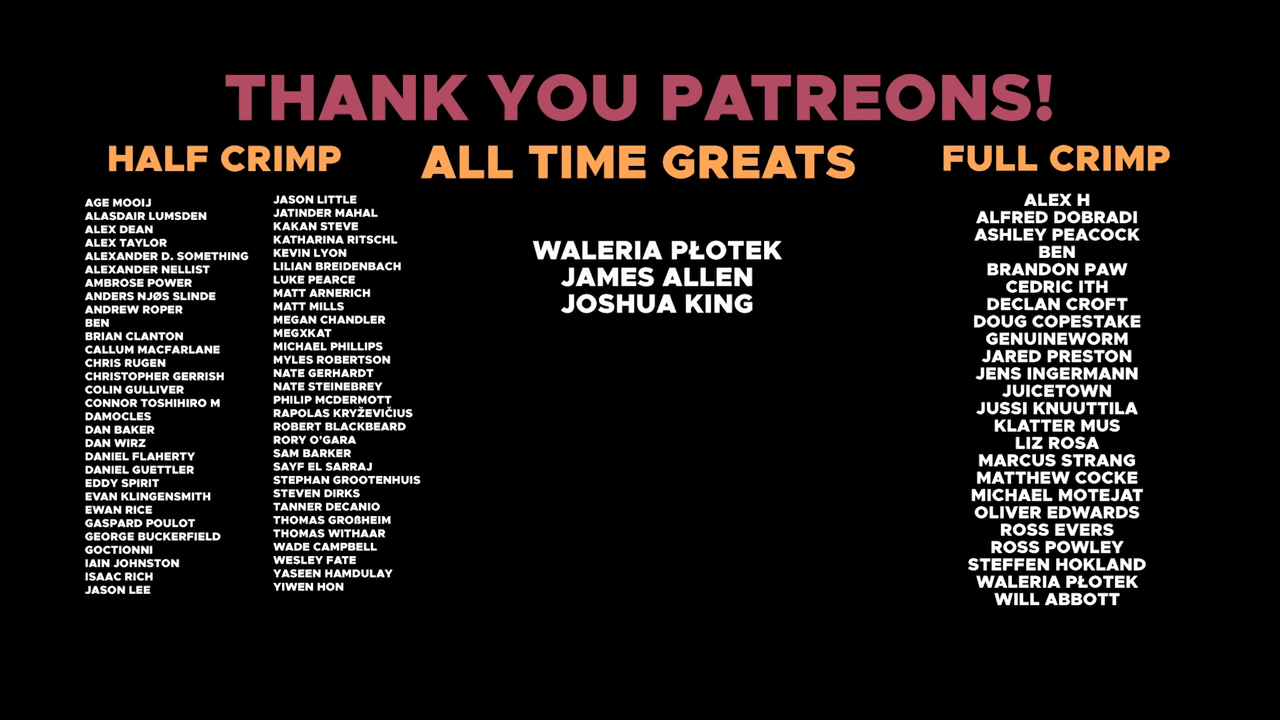 THANK YOU PATREONS!
HALF CRIMP
AGE MOOIJ
ALASDAIR LUMSDEN
ALEX DEAN
ALEX TAYLOR
ALEXANDER D. SOMETHING
ALEXANDER NELLIST
AMBROSE POWER
ANDERS NJØS SLINDE
ANDREW ROPER
BEN
BRIAN CLANTON
CALLUM MACFARLANE
CHRIS RUGEN
CHRISTOPHER GERRISH
COLIN GULLIVER
CONNOR TOSHIHIRO M
DAMOCLES
DAN BAKER
DAN WIRZ
DANIEL FLAHERTY
DANIEL GUETTLER
EDDY SPIRIT
EVAN KLINGENSMITH
EWAN RICE
GASPARD POULOT
GEORGE BUCKERFIELD
GOCTIONNI
IAIN JOHNSTON
ISAAC RICH
JASON LEE
JASON LITTLE
JATINDER MAHAL
KAKAN STEVE
KATHARINA RITSCHL
KEVIN LYON
LILIAN BREIDENBACH
LUKE PEARCE
MATT ARNERICH
MATT MILLS
MEGAN CHANDLER
MEGXKAT
MICHAEL PHILLIPS
MYLES ROBERTSON
NATE GERHARDT
NATE STEINEBREY
PHILIP MCDERMOTT
RAPOLAS KRYŽEVIČIUS
ROBERT BLACKBEARD
RORY O'GARA
SAM BARKER
SAYF EL SARRAJ
STEPHAN GROOTENHUIS
STEVEN DIRKS
TANNER DECANIO
THOMAS GROßHEIM
THOMAS WITHAAR
WADE CAMPBELL
WESLEY FATE
YASEEN HAMDULAY
YIWEN HON
ALL TIME GREATS
WALERIA PŁOTEK
JAMES ALLEN
JOSHUA KING
FULL CRIMP
ALEX H
ALFRED DOBRADI
ASHLEY PEACOCK
BEN
BRANDON PAW
CEDRIC ITH
DECLAN CROFT
DOUG COPESTAKE
GENUINEWORM
JARED PRESTON
JENS INGERMANN
JUICETOWN
JUSSI KNUUTTILA
KLATTER MUS
LIZ ROSA
MARCUS STRANG
MATTHEW COCKE
MICHAEL MOTEJAT
OLIVER EDWARDS
ROSS EVERS
ROSS POWLEY
STEFFEN HOKLAND
WALERIA PŁOTEK
WILL ABBOTT